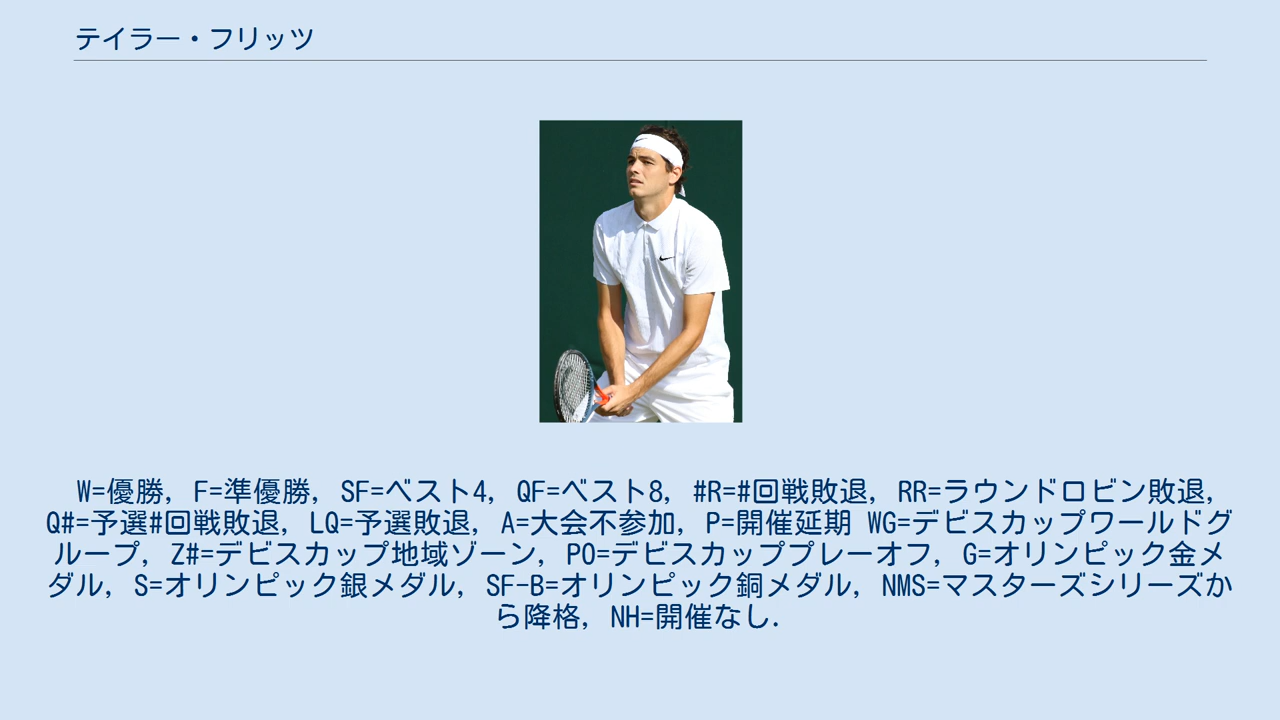 テイラー・フリッツ
W=優勝, F=準優勝, SF=ベスト4, QF=ベスト8, #R=#回戦敗退, RR=ラウンドロビン敗退,
Q#=予選#回戦敗退, LQ=予選敗退, A=大会不参加, P=開催延期 WG=デビスカップワールドグ
ループ, Z#=デビスカップ地域ゾーン, PO=デビスカッププレーオフ, G=オリンピック金メ
ダル, S=オリンピック銀メダル, SF-B=オリンピック銅メダル, NMS=マスターズシリーズか
ら降格, NH=開催なし.